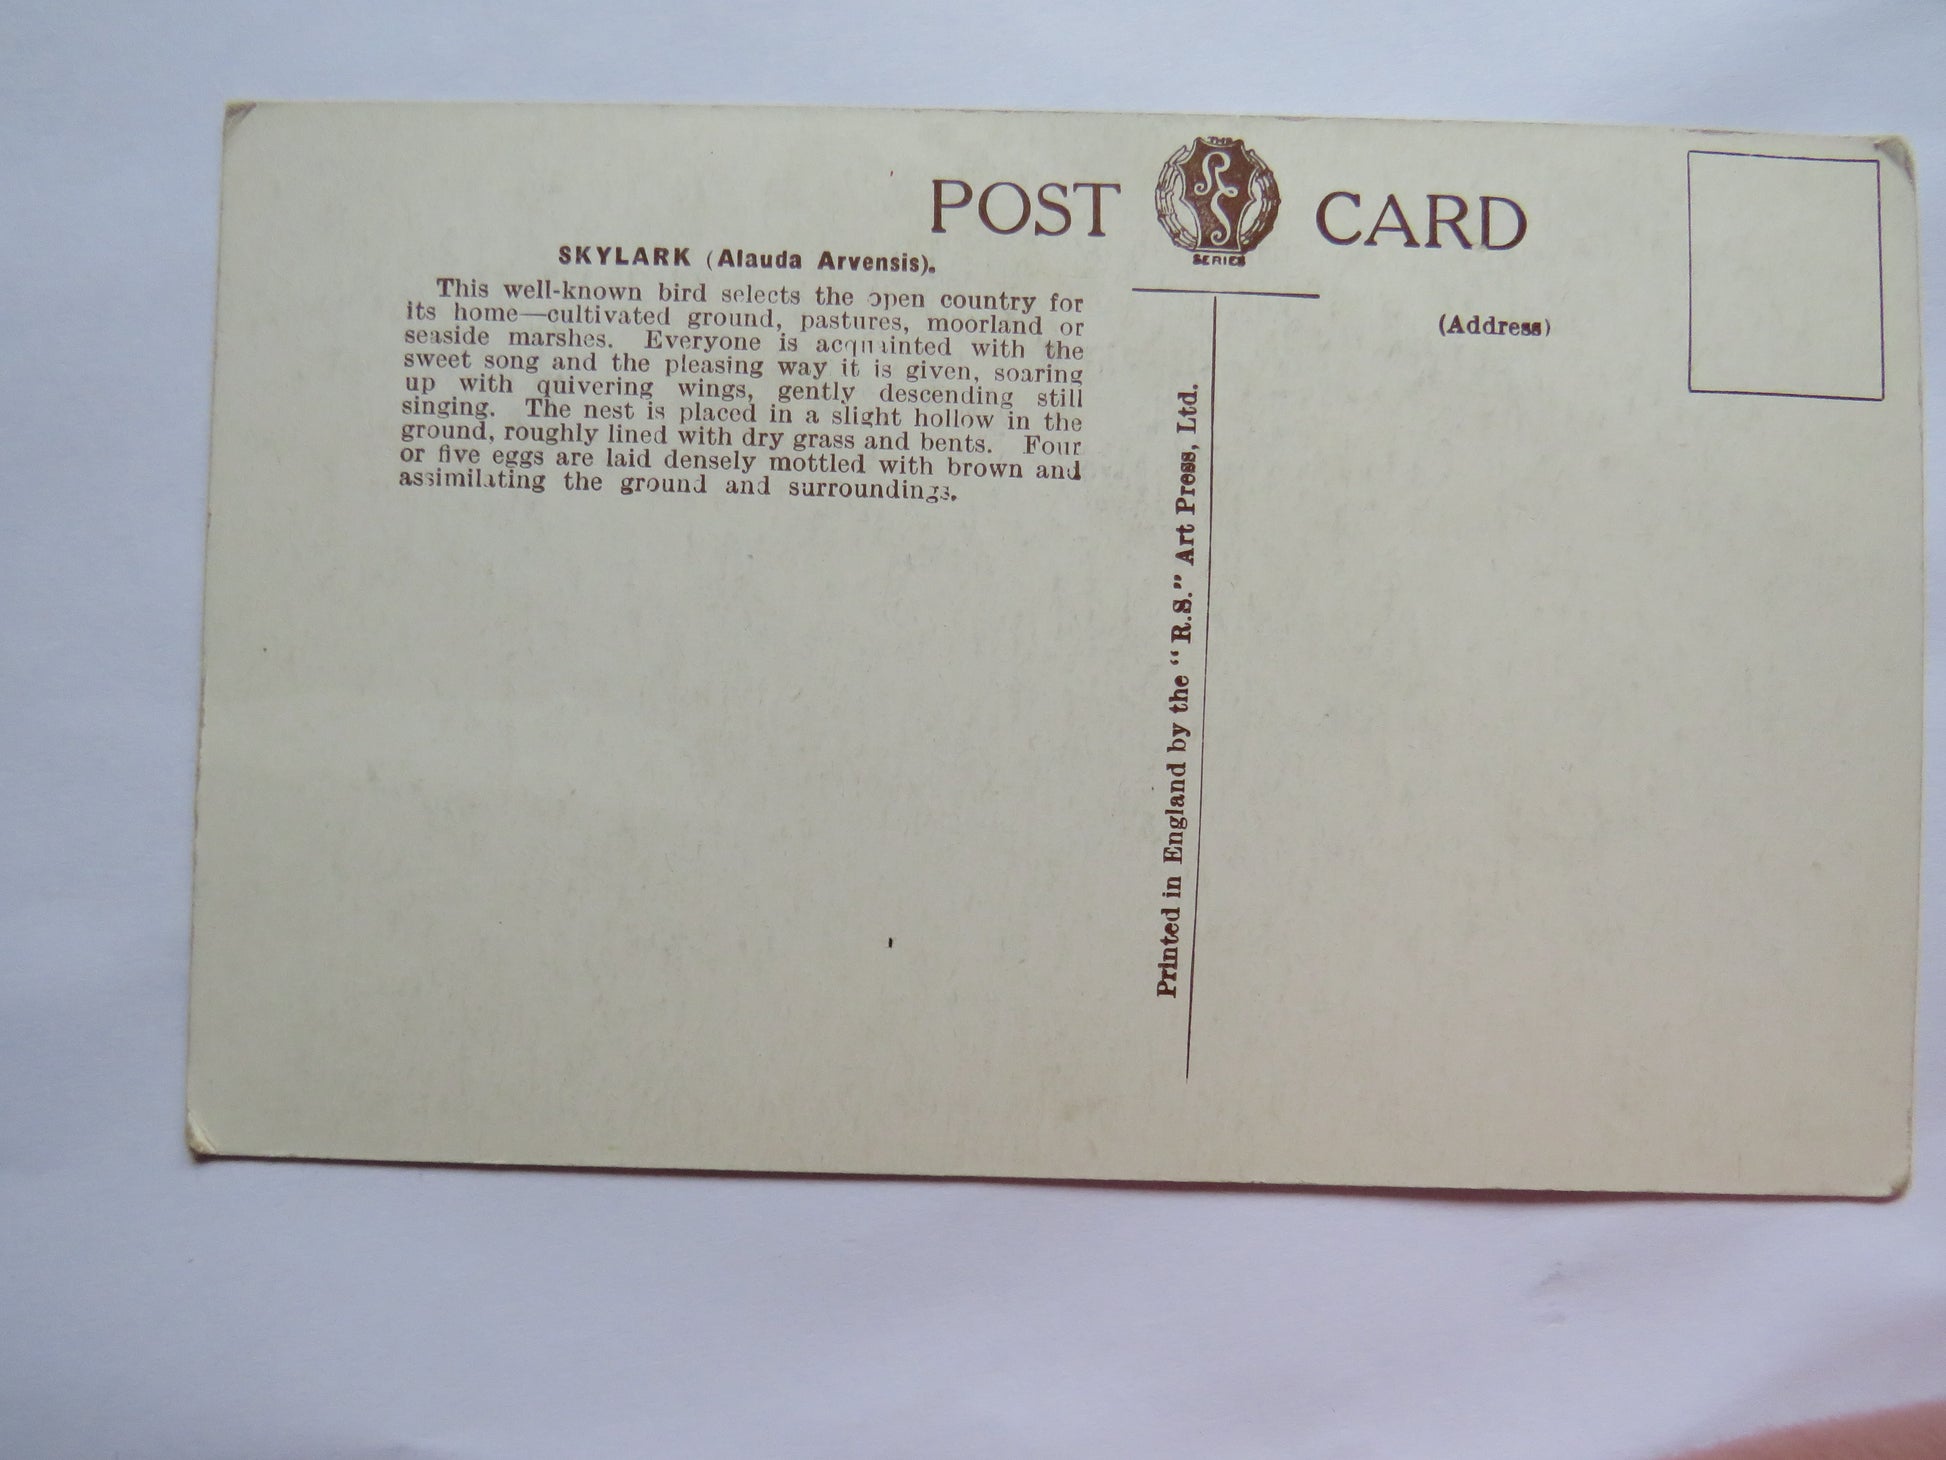 POST CARD
THE
RS
SERIES
SKYLARK (Alauda Arvensis).
This well-known bird selects the open country for
its home—cultivated ground, pastures, moorland or
seaside marshes. Everyone is acquainted with the
sweet song and the pleasing way it is given, soaring
up with quivering wings, gently descending still
singing. The nest is placed in a slight hollow in the
ground, roughly lined with dry grass and bents. Four
or five eggs are laid densely mottled with brown and
assimilating the ground and surroundings.
Printed in England by the “R.S.” Art Press, Ltd.
(Address)